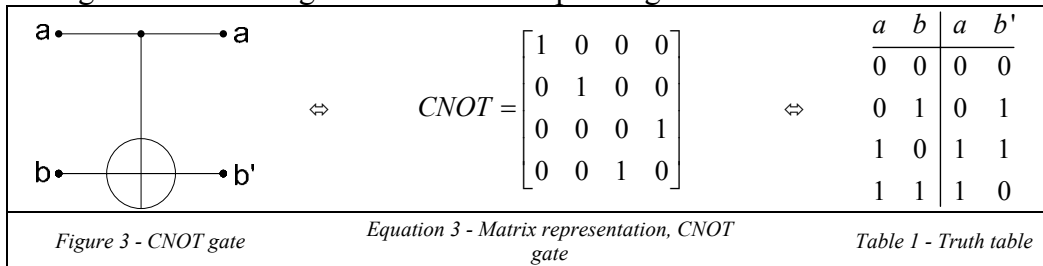 a a
b b'
⇔
CNOT = [1 0 0 0
0 1 0 0
0 0 0 1
0 0 1 0]
⇔
a b a b'
0 0 0 0
0 1 0 1
1 0 1 1
1 1 1 0
Figure 3 - CNOT gate
Equation 3 - Matrix representation, CNOT
gate
Table 1 - Truth table